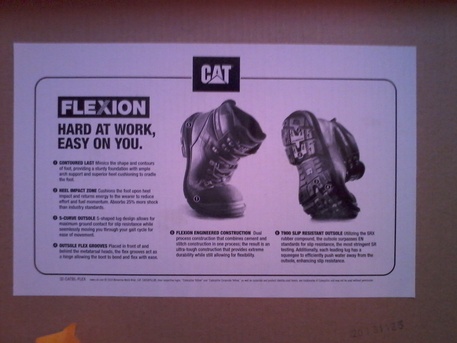 CAT
FLEXION
HARD AT WORK,
EASY ON YOU.
1 CONTOURED LAST Mimics the shape and contours
of foot, providing a sturdy foundation with ample
arch support and superior heel cushioning to cradle
the foot.
2 HEEL IMPACT ZONE Cushions the foot upon heel
impact and returns energy to the wearer to reduce
effort and fuel momentum. Absorbs 20% more shock
than industry standards.
3 S-CURVE OUTSOLE S-shaped lug design allows for
maximum ground contact for slip resistance while
seamlessly moving you through your gait cycle for
ease of movement.
4 OUTSOLE FLEX GROOVES Placed in front of and
behind the metatarsal heads, the flex grooves act as
a hinge allowing the boot to bend and flex with ease.
5 FLEXION ENGINEERED CONSTRUCTION Dual
process construction that combines cement and
stitch construction in one process; the result is an
ultra-tough construction that provides extreme
durability while still allowing for flexibility.
6 SLIP RESISTANT OUTSOLE Utilizing the SRX
rubber compound, the outsole surpasses EN
standards for slip resistance, the most stringent SR
testing. Additionally, each leading lug has a
squeegee to efficiently push water away from the
outsole, enhancing slip resistance.